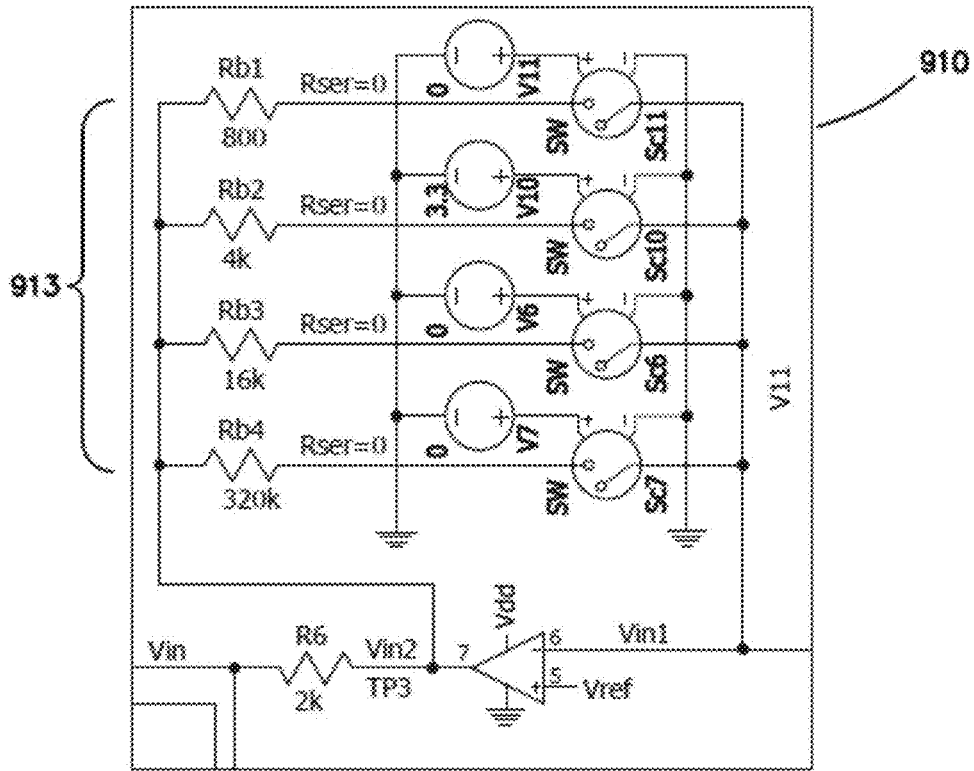 0
V11
Rb1
Rser=0
800
SW
Sc11
910
3.3
V10
Rb2
Rser=0
4k
SW
Sc10
913
0
V6
Rb3
Rser=0
16k
SW
Sc6
V11
0
V7
Rb4
Rser=0
320k
SW
Sc7
Vdd
Vin
R6
2k
Vin2
TP3
7
6
5
Vin1
Vref